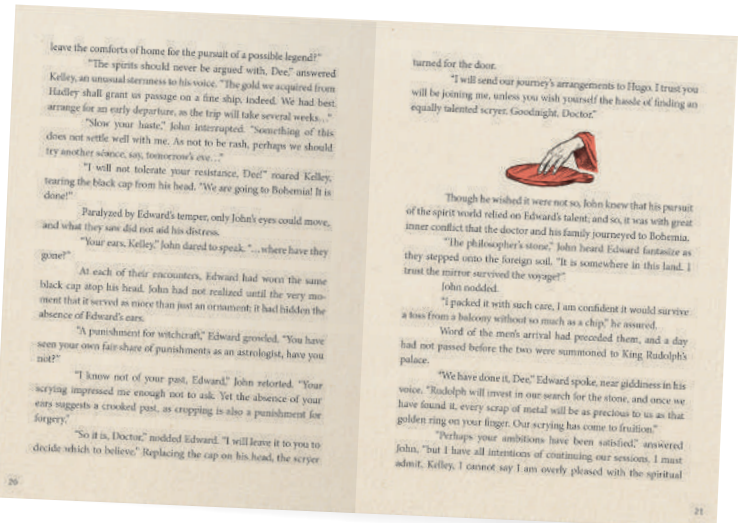 leave the comforts of home for the pursuit of a possible legend?"
"The spirits should never be argued with, Dee," answered
Kelley, an unusual sternness to his voice. "The gold we acquired from
Hadley shall grant us passage on a fine ship, indeed. We had best
arrange for an early departure, as the trip will take several weeks..."
"Slow your haste," John interrupted. "Something of this
does not settle well with me. As not to be rash, perhaps we should
try another séance, say, tomorrow's eve..."
"I will not tolerate your resistance, Dee!" roared Kelley,
tearing the black cap from his head. "We are going to Bohemia! It is
done!"
Paralyzed by Edward's temper, only John's eyes could move,
and what they saw did not aid his distress.
"Your ears, Kelley," John dared to speak. "...where have they
gone?"
At each of their encounters, Edward had worn the same
black cap atop his head. John had not realized until the very mo-
ment that it served as more than just an ornament: it had hidden the
absence of Edward's ears.
"A punishment for witchcraft," Edward growled. "You have
seen your own fair share of punishments as an astrologist, have you
not?"
"I know not of your past, Edward," John retorted. "Your
scrying impressed me enough not to ask. Yet the absence of your
ears suggests a crooked past, as cropping is also a punishment for
forgery."
"So it is, Doctor," nodded Edward. "I will leave it to you to
decide which to believe." Replacing the cap on his head, the scryer
20
turned for the door.
"I will send our journey's arrangements to Hugo. I trust you
will be joining me, unless you wish yourself the hassle of finding an
equally talented scryer. Goodnight, Doctor."
Though he wished it were not so, John knew that his pursuit
of the spirit world relied on Edward's talent; and so, it was with great
inner conflict that the doctor and his family journeyed to Bohemia.
"The philosopher's stone," John heard Edward fantasize as
they stepped onto the foreign soil. "It is somewhere in this land. I
trust the mirror survived the voyage?"
John nodded.
"I packed it with such care, I am confident it would survive
a toss from a balcony without so much as a chip," he assured.
Word of the men's arrival had preceded them, and a day
had not passed before the two were summoned to King Rudolph's
palace.
"We have done it, Dee," Edward spoke, near giddiness in his
voice. "Rudolph will invest in our search for the stone, and once we
have found it, every scrap of metal will be as precious to us as that
golden ring on your finger. Our scrying has come to fruition."
"Perhaps your ambitions have been satisfied," answered
John, "but I have all intentions of continuing our sessions. I must
admit, Kelley, I cannot say I am overly pleased with the spiritual
21